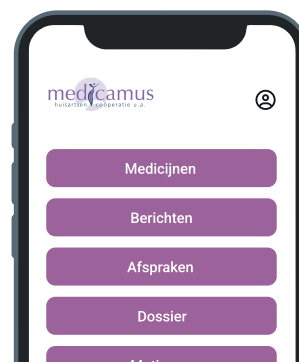 medicamus
huisartsen coöperatie u.a.
Medicijnen
Berichten
Afspraken
Dossier